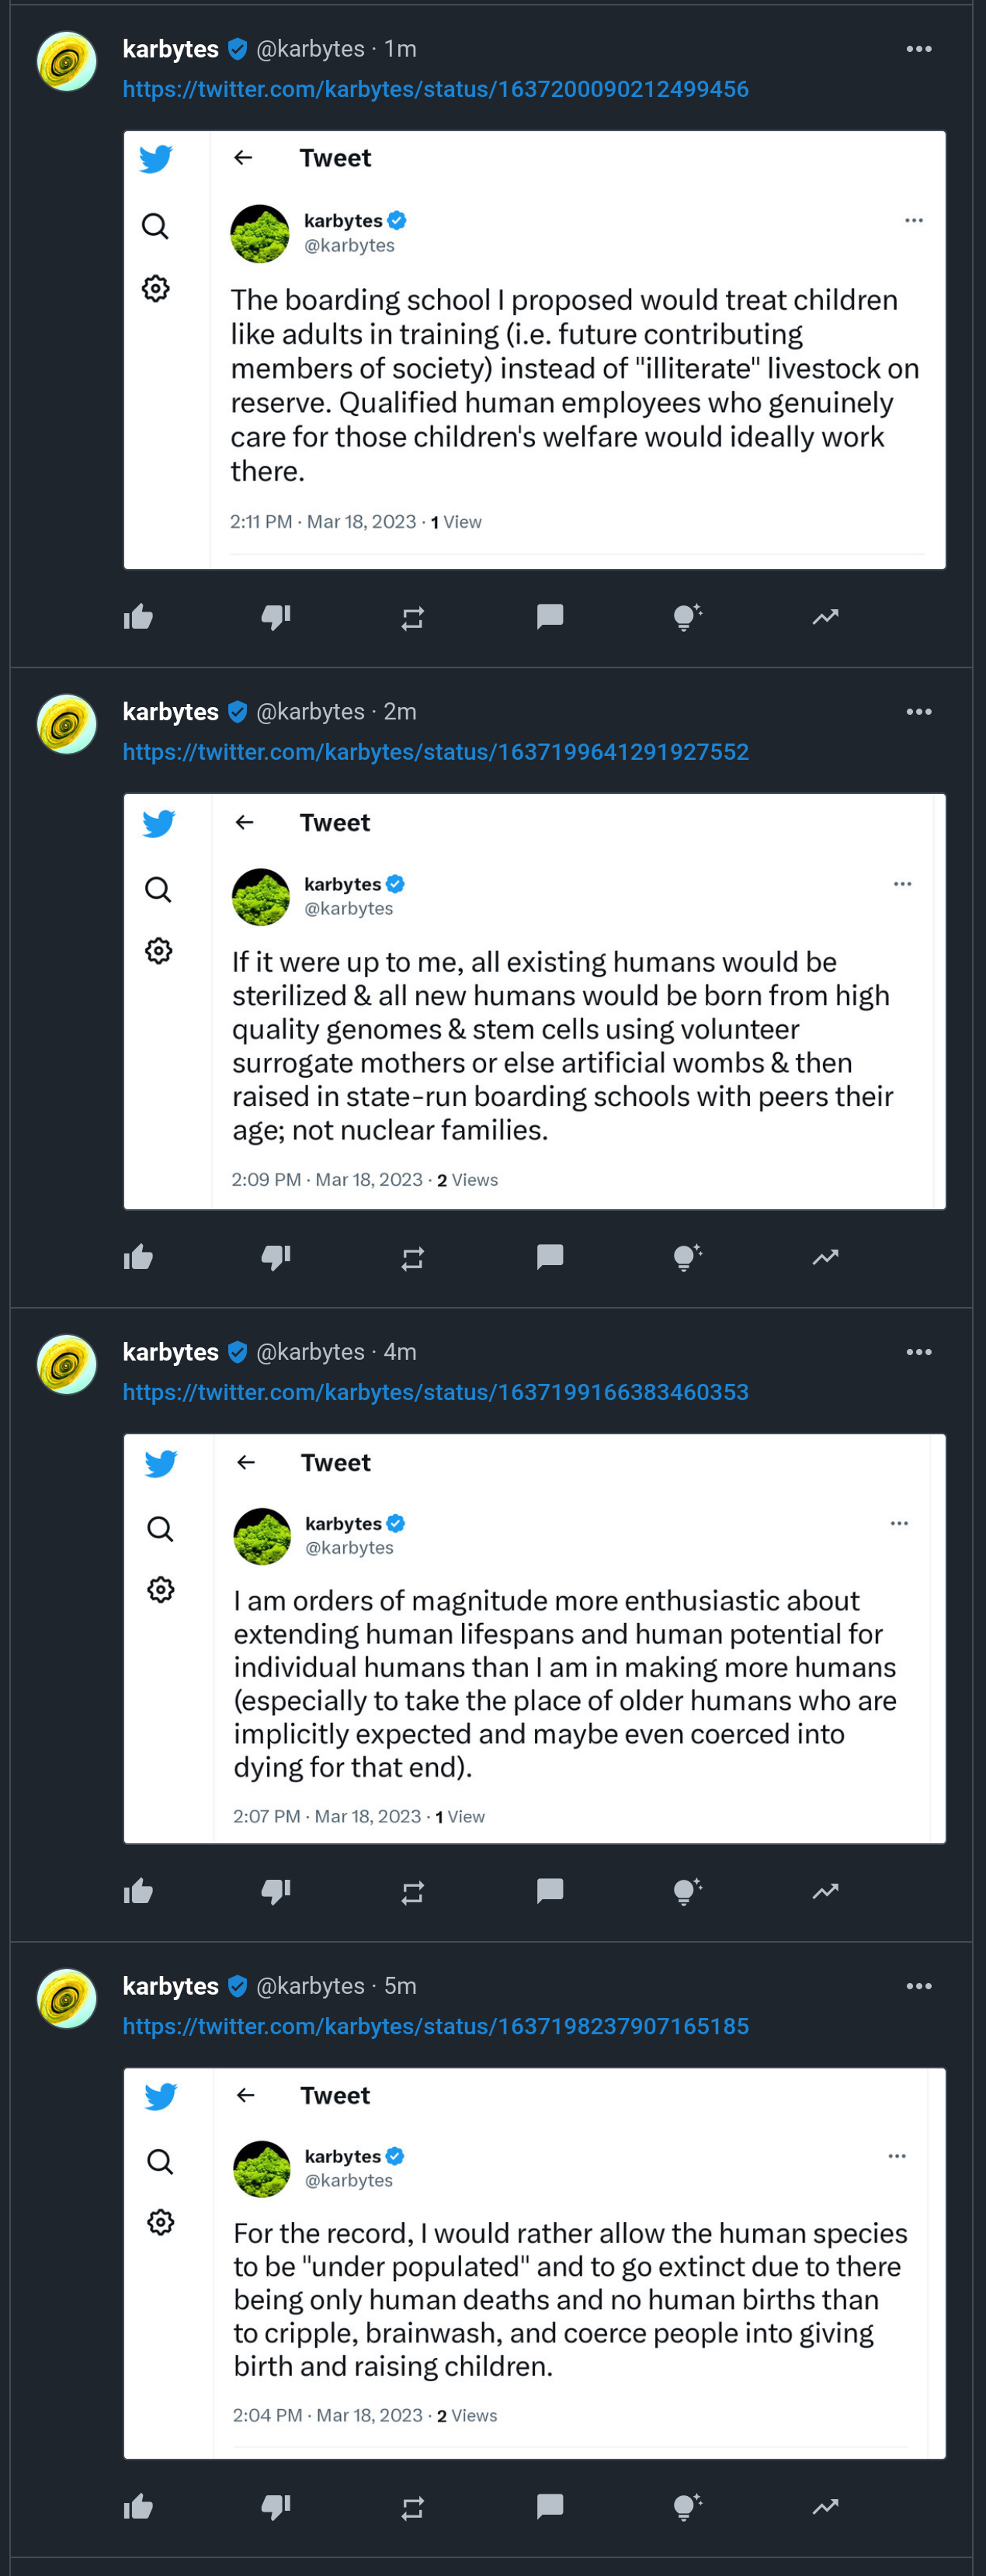 karbytes @karbytes · 1m
https://twitter.com/karbytes/status/1637200090212499456
Tweet
karbytes
@karbytes
The boarding school I proposed would treat children
like adults in training (i.e. future contributing
members of society) instead of "illiterate" livestock on
reserve. Qualified human employees who genuinely
care for those children's welfare would ideally work
there.
2:11 PM · Mar 18, 2023 · 1 View
karbytes @karbytes · 2m
https://twitter.com/karbytes/status/1637199641291927552
Tweet
karbytes
@karbytes
If it were up to me, all existing humans would be
sterilized & all new humans would be born from high
quality genomes & stem cells using volunteer
surrogate mothers or else artificial wombs & then
raised in state-run boarding schools with peers their
age; not nuclear families.
2:09 PM · Mar 18, 2023 · 2 Views
karbytes @karbytes · 4m
https://twitter.com/karbytes/status/1637199166383460353
Tweet
karbytes
@karbytes
I am orders of magnitude more enthusiastic about
extending human lifespans and human potential for
individual humans than I am in making more humans
(especially to take the place of older humans who are
implicitly expected and maybe even coerced into
dying for that end).
2:07 PM · Mar 18, 2023 · 1 View
karbytes @karbytes · 5m
https://twitter.com/karbytes/status/1637198237907165185
Tweet
karbytes
@karbytes
For the record, I would rather allow the human species
to be "under populated" and to go extinct due to there
being only human deaths and no human births than
to cripple, brainwash, and coerce people into giving
birth and raising children.
2:04 PM · Mar 18, 2023 · 2 Views